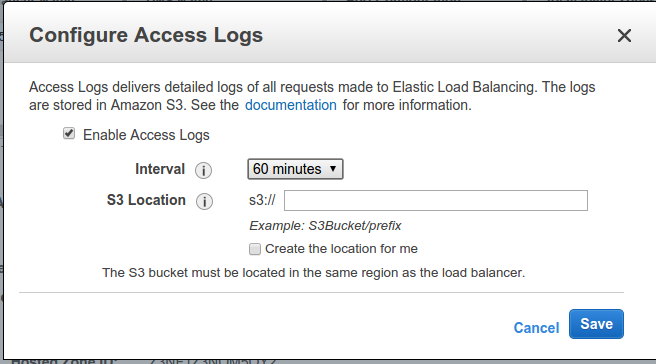 Configure Access Logs
Access Logs delivers detailed logs of all requests made to Elastic Load Balancing. The logs
are stored in Amazon S3. See the documentation for more information.
Enable Access Logs
Interval 60 minutes
S3 Location s3://
Example: S3Bucket/prefix
Create the location for me
The S3 bucket must be located in the same region as the load balancer.
Cancel Save
Hosted Zone ID: